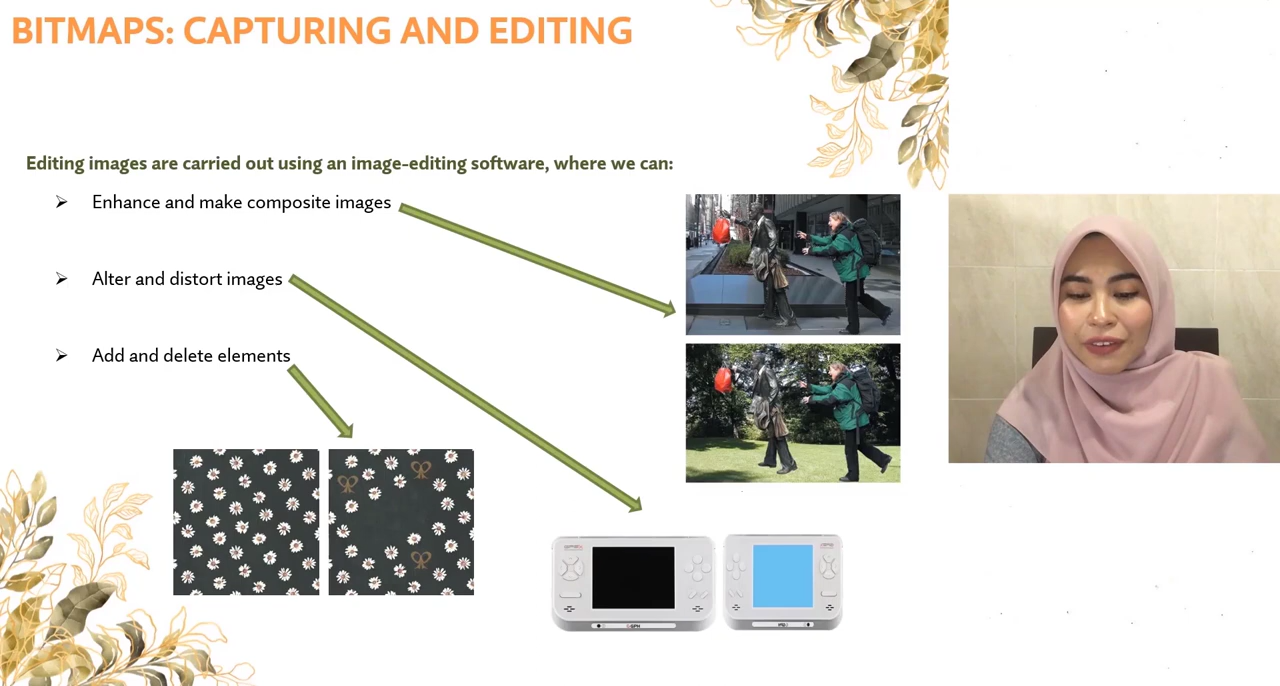 BITMAPS: CAPTURING AND EDITING
Editing images are carried out using an image-editing software, where we can:
Enhance and make composite images
Alter and distort images
Add and delete elements